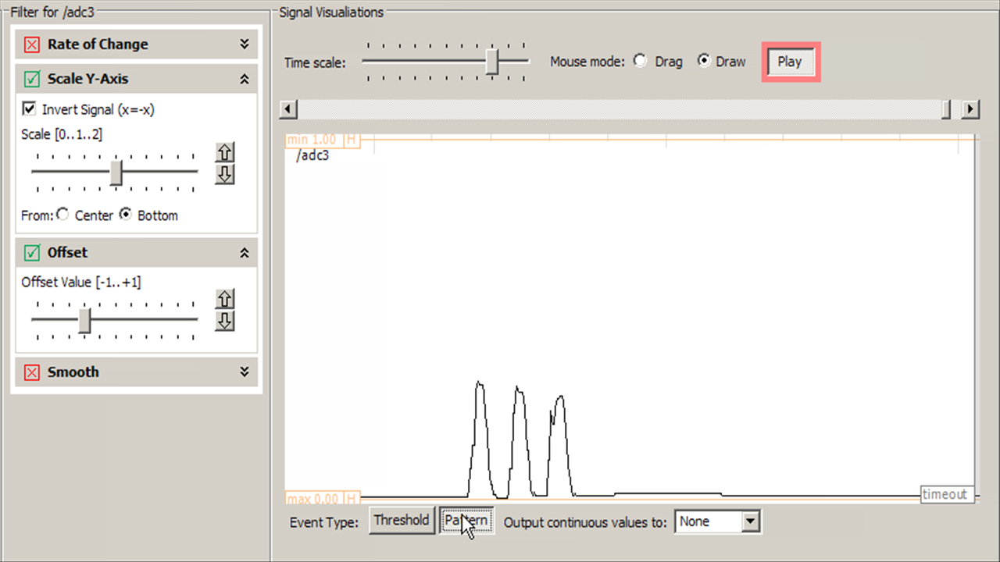 Filter for /adc3
Rate of Change
Scale Y-Axis
Invert Signal (x=-x)
Scale [0..1..2]
From: Center Bottom
Offset
Offset Value [-1..+1]
Smooth
Signal Visualiations
Time scale:
Mouse mode: Drag Draw Play
min 1.00 H
/adc3
max 0.00 H
timeout
Event Type: Threshold Pattern Output continuous values to: None